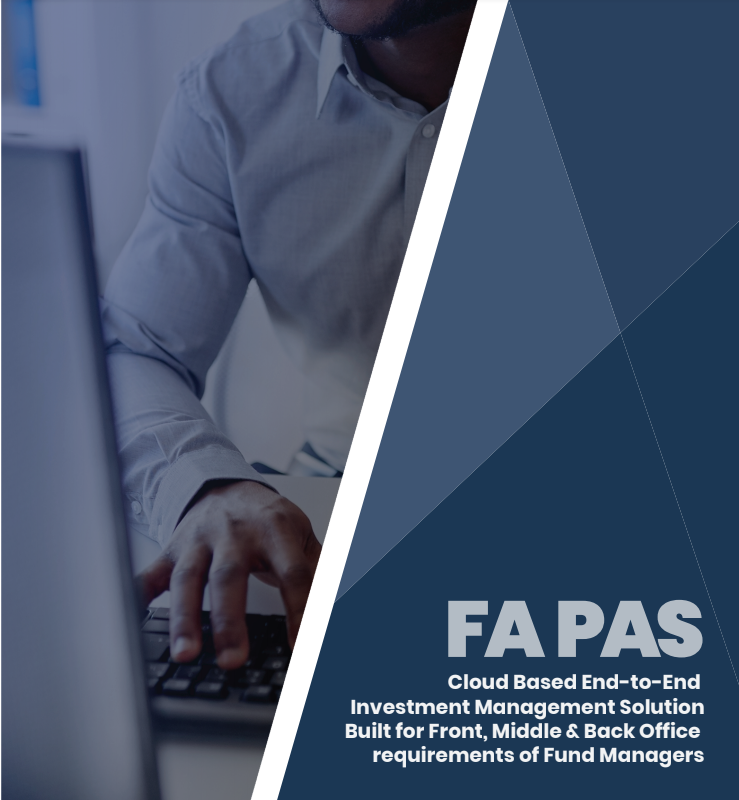 FA PAS
Cloud Based End-to-End
Investment Management Solution
Built for Front, Middle & Back Office
requirements of Fund Managers